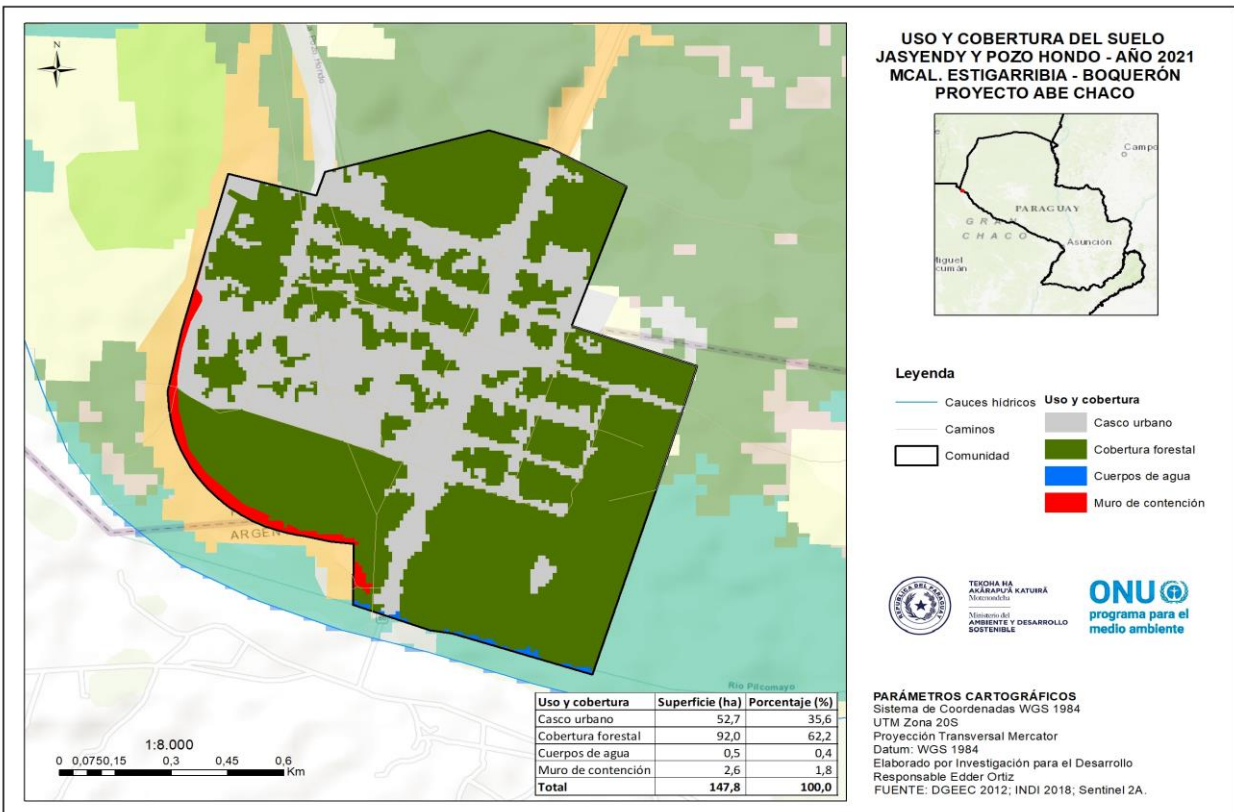 USO Y COBERTURA DEL SUELO
JASYENDY Y POZO HONDO - AÑO 2021
MCAL. ESTIGARRIBIA - BOQUERÓN
PROYECTO ABE CHACO
N
Pozo Hondo
ARGEN
Río Pilcomayo
Campo
PARAGUAY
GRAN
CHACO
Asunción
Miguel
cumán
Leyenda
Cauces hídricos
Caminos
Comunidad
Uso y cobertura
Casco urbano
Cobertura forestal
Cuerpos de agua
Muro de contención
REPUBLICA DEL PARAGUAY
TEKOHA HA
AKÃRAPU'Ã KATUIRÃ
Motenondeha
Ministerio del
AMBIENTE Y DESARROLLO
SOSTENIBLE
ONU
programa para el
medio ambiente
Uso y cobertura Superficie (ha) Porcentaje (%)
Casco urbano 52,7 35,6
Cobertura forestal 92,0 62,2
Cuerpos de agua 0,5 0,4
Muro de contención 2,6 1,8
Total 147,8 100,0
1:8.000
0 0,0750,15 0,3 0,45 0,6
Km
PARÁMETROS CARTOGRÁFICOS
Sistema de Coordenadas WGS 1984
UTM Zona 20S
Proyección Transversal Mercator
Datum: WGS 1984
Elaborado por Investigación para el Desarrollo
Responsable Edder Ortiz
FUENTE: DGEEC 2012; INDI 2018; Sentinel 2A.